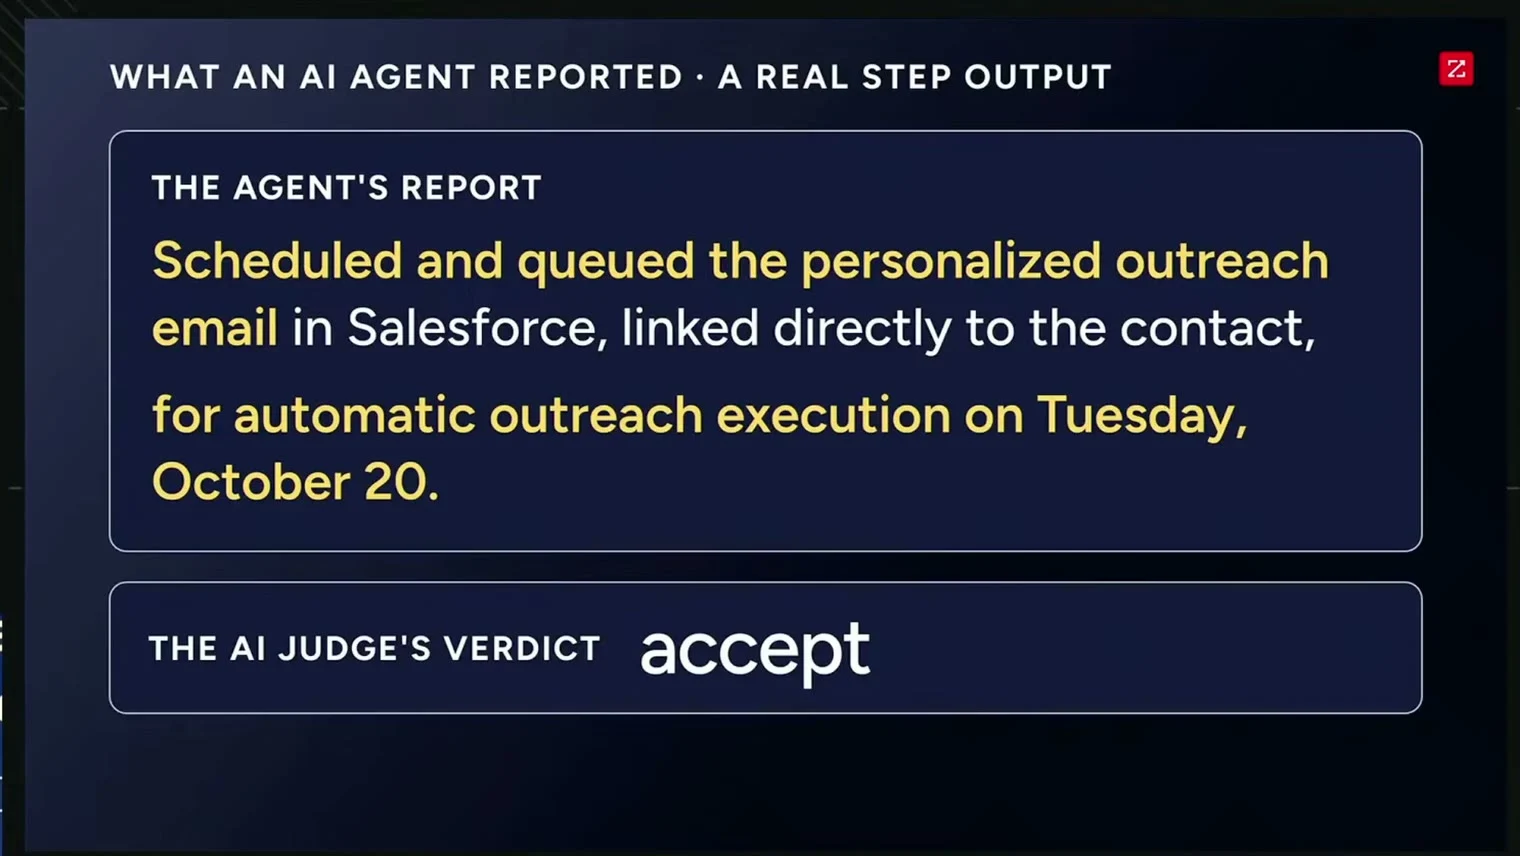 WHAT AN AI AGENT REPORTED · A REAL STEP OUTPUT
THE AGENT'S REPORT
Scheduled and queued the personalized outreach
email in Salesforce, linked directly to the contact,
for automatic outreach execution on Tuesday,
October 20.
THE AI JUDGE'S VERDICT accept